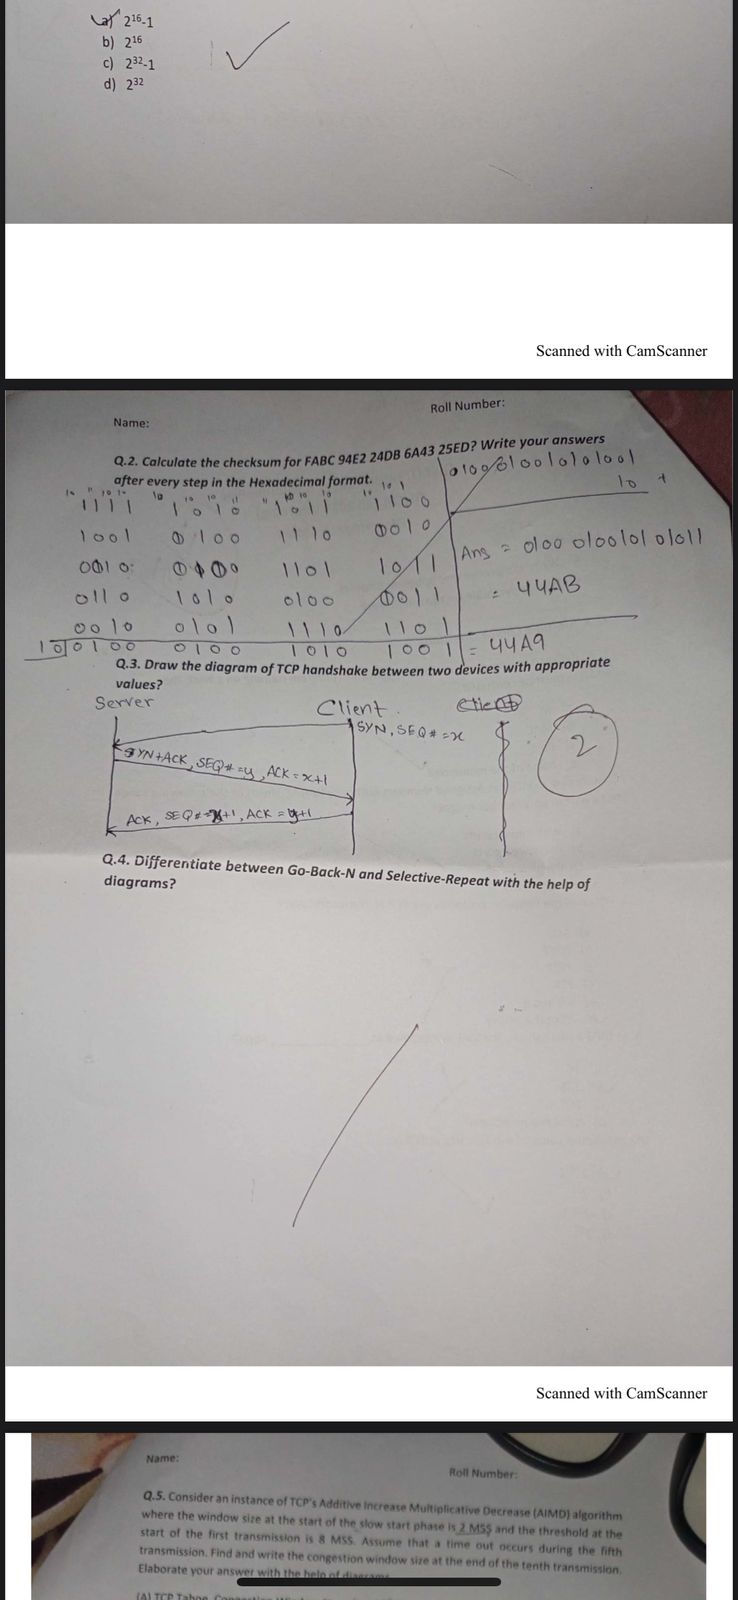 a) 2^16-1
b) 2^16
c) 2^32-1
d) 2^32
Scanned with CamScanner
Roll Number:
Name:
Q.2. Calculate the checksum for FABC 94E2 24DB 6A43 25ED? Write your answers
after every step in the Hexadecimal format.
1111 1010 1011 1100
1001 0100 1110 0010
0010 0100 1101 1011
0110 1010 0100 0011
0010 0101 1110 1101
10 0100 0100 1010 1001 = 44A9
0100 0100 1010 1001
10 +
Ans = 0100 0100 1010 1011
= 44AB
Q.3. Draw the diagram of TCP handshake between two devices with appropriate
values?
Server Client
SYN, SEQ# = x
SYN+ACK, SEQ# = y, ACK = x+1
ACK, SEQ# = x+1, ACK = y+1
2
Q.4. Differentiate between Go-Back-N and Selective-Repeat with the help of
diagrams?
Scanned with CamScanner
Name:
Roll Number:
Q.5. Consider an instance of TCP's Additive Increase Multiplicative Decrease (AIMD) algorithm
where the window size at the start of the slow start phase is 2 MSS and the threshold at the
start of the first transmission is 8 MSS. Assume that a time out occurs during the fifth
transmission. Find and write the congestion window size at the end of the tenth transmission.
Elaborate your answer with the help of diagrams
(A) TCP Tahoe